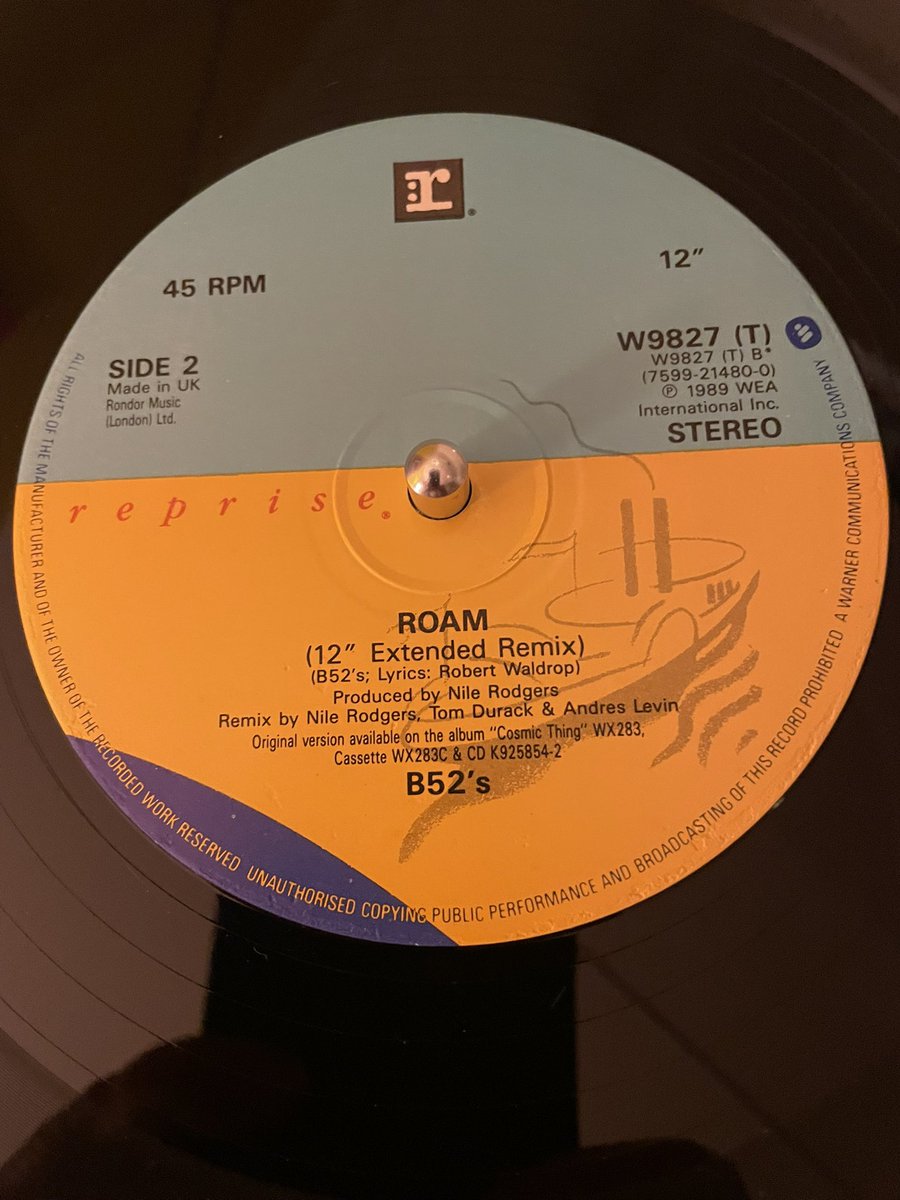 :r®
12"
45 RPM
W9827 (T)
W9827 (T) B*
(7599-21480-0)
℗ 1989 WEA
International Inc.
STEREO
SIDE 2
Made in UK
Rondor Music
(London) Ltd.
reprise®
ROAM
(12" Extended Remix)
(B52's; Lyrics: Robert Waldrop)
Produced by Nile Rodgers
Remix by Nile Rodgers, Tom Durack & Andres Levin
Original version available on the album "Cosmic Thing" WX283,
Cassette WX283C & CD K925854-2
B52's
ALL RIGHTS OF THE MANUFACTURER AND OF THE OWNER OF THE RECORDED WORK RESERVED UNAUTHORISED COPYING PUBLIC PERFORMANCE AND BROADCASTING OF THIS RECORD PROHIBITED A WARNER COMMUNICATIONS COMPANY